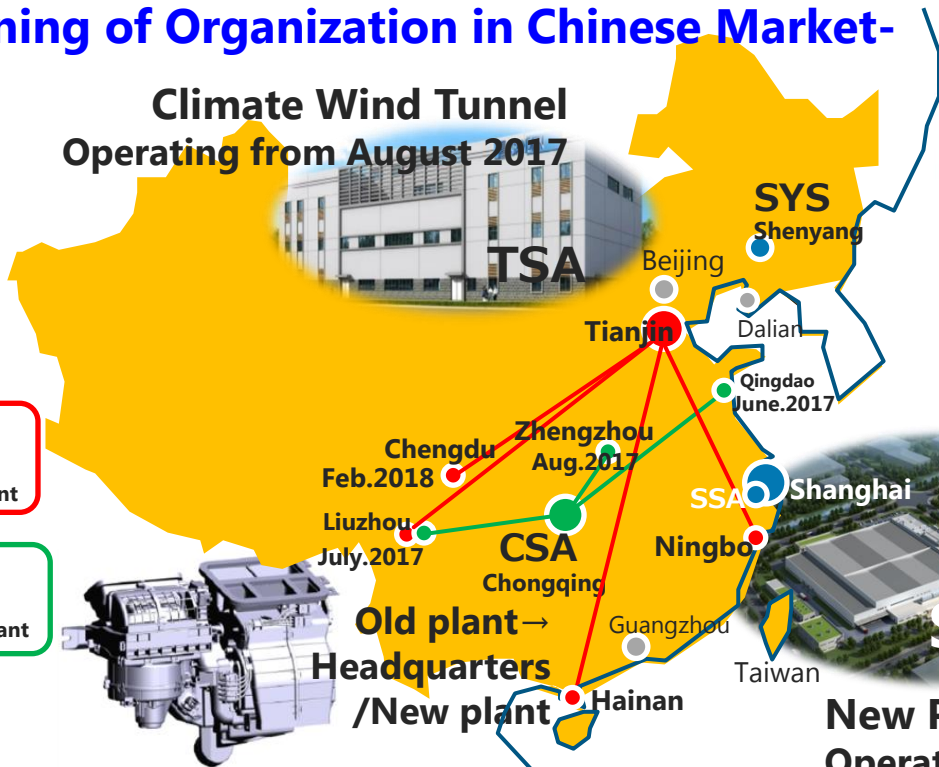 ning of Organization in Chinese Market-
Climate Wind Tunnel
Operating from August 2017
TSA
SYS
Shenyang
Beijing
Tianjin
Dalian
Qingdao
June.2017
Zhengzhou
Aug.2017
Chengdu
Feb.2018
nt
SSA
Shanghai
Liuzhou
July.2017
CSA
Chongqing
Ningbo
ant
Old plant→
Headquarters
/New plant
Guangzhou
Taiwan
Hainan
New
Operat